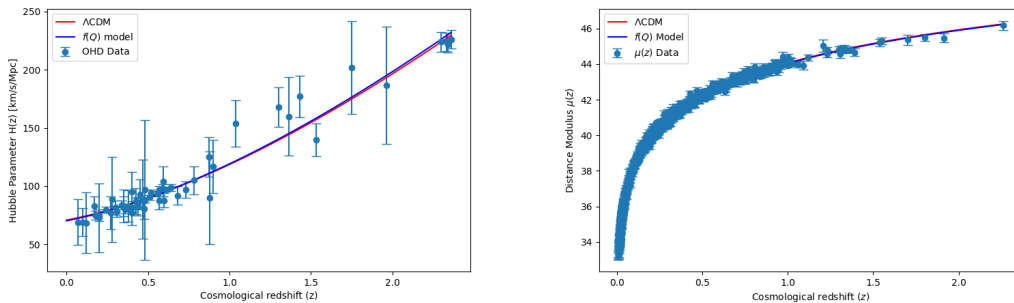 ΛCDM
f(Q) model
OHD Data
Hubble Parameter H(z) [km/s/Mpc]
250
200
150
100
50
0.0 0.5 1.0 1.5 2.0
Cosmological redshift (z)
ΛCDM
f(Q) Model
μ(z) Data
Distance Modulus μ(z)
46
44
42
40
38
36
34
0.0 0.5 1.0 1.5 2.0
Cosmological redshift (z)